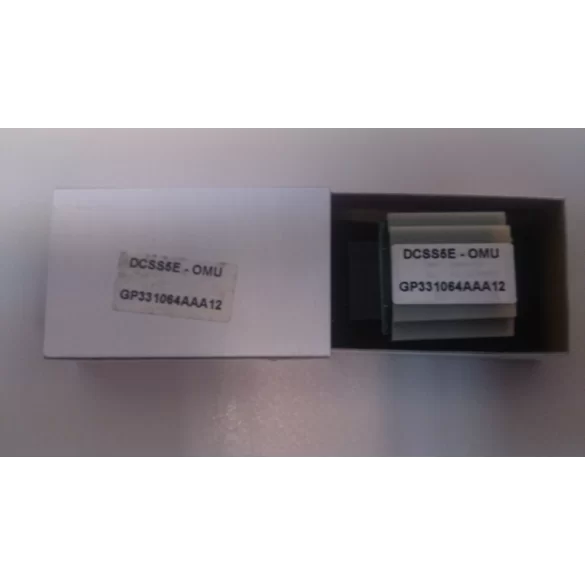 DCSS5E - OMU
GP331064AAA12
DCSS5E - OMU
GP331064AAA12